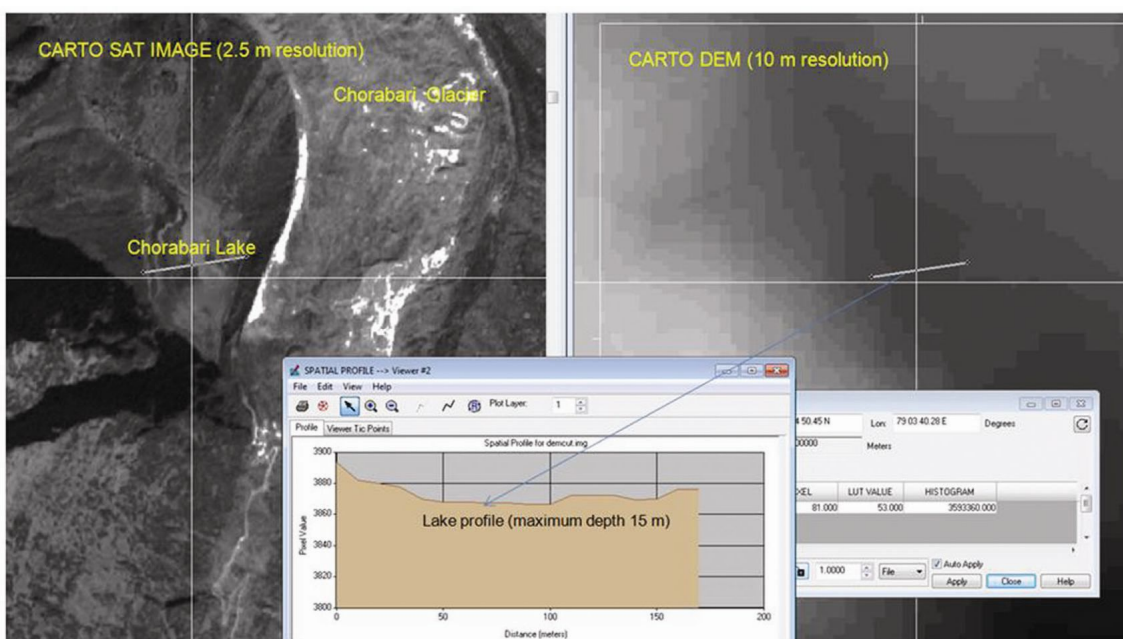 CARTO SAT IMAGE (2.5 m resolution)
Chorabari Glaciar
Chorabari Lake
CARTO DEM (10 m resolution)
SPATIAL PROFILE --> Viewer #2
File Edit View Help
Plot Layer: 1
Profile Viewer Tic Points
Spatial Profile for demcut.img
3900
3880
3860
3840
3820
3800
Pixel Value
Lake profile (maximum depth 15 m)
0 50 100 150 200
Distance (meters)
50.45 N Lon: 79 03 40.28 E Degrees
00000 Meters
XEL LUT VALUE HISTOGRAM
81.000 53.000 3593360.000
1.0000 File Auto Apply
Apply Close Help